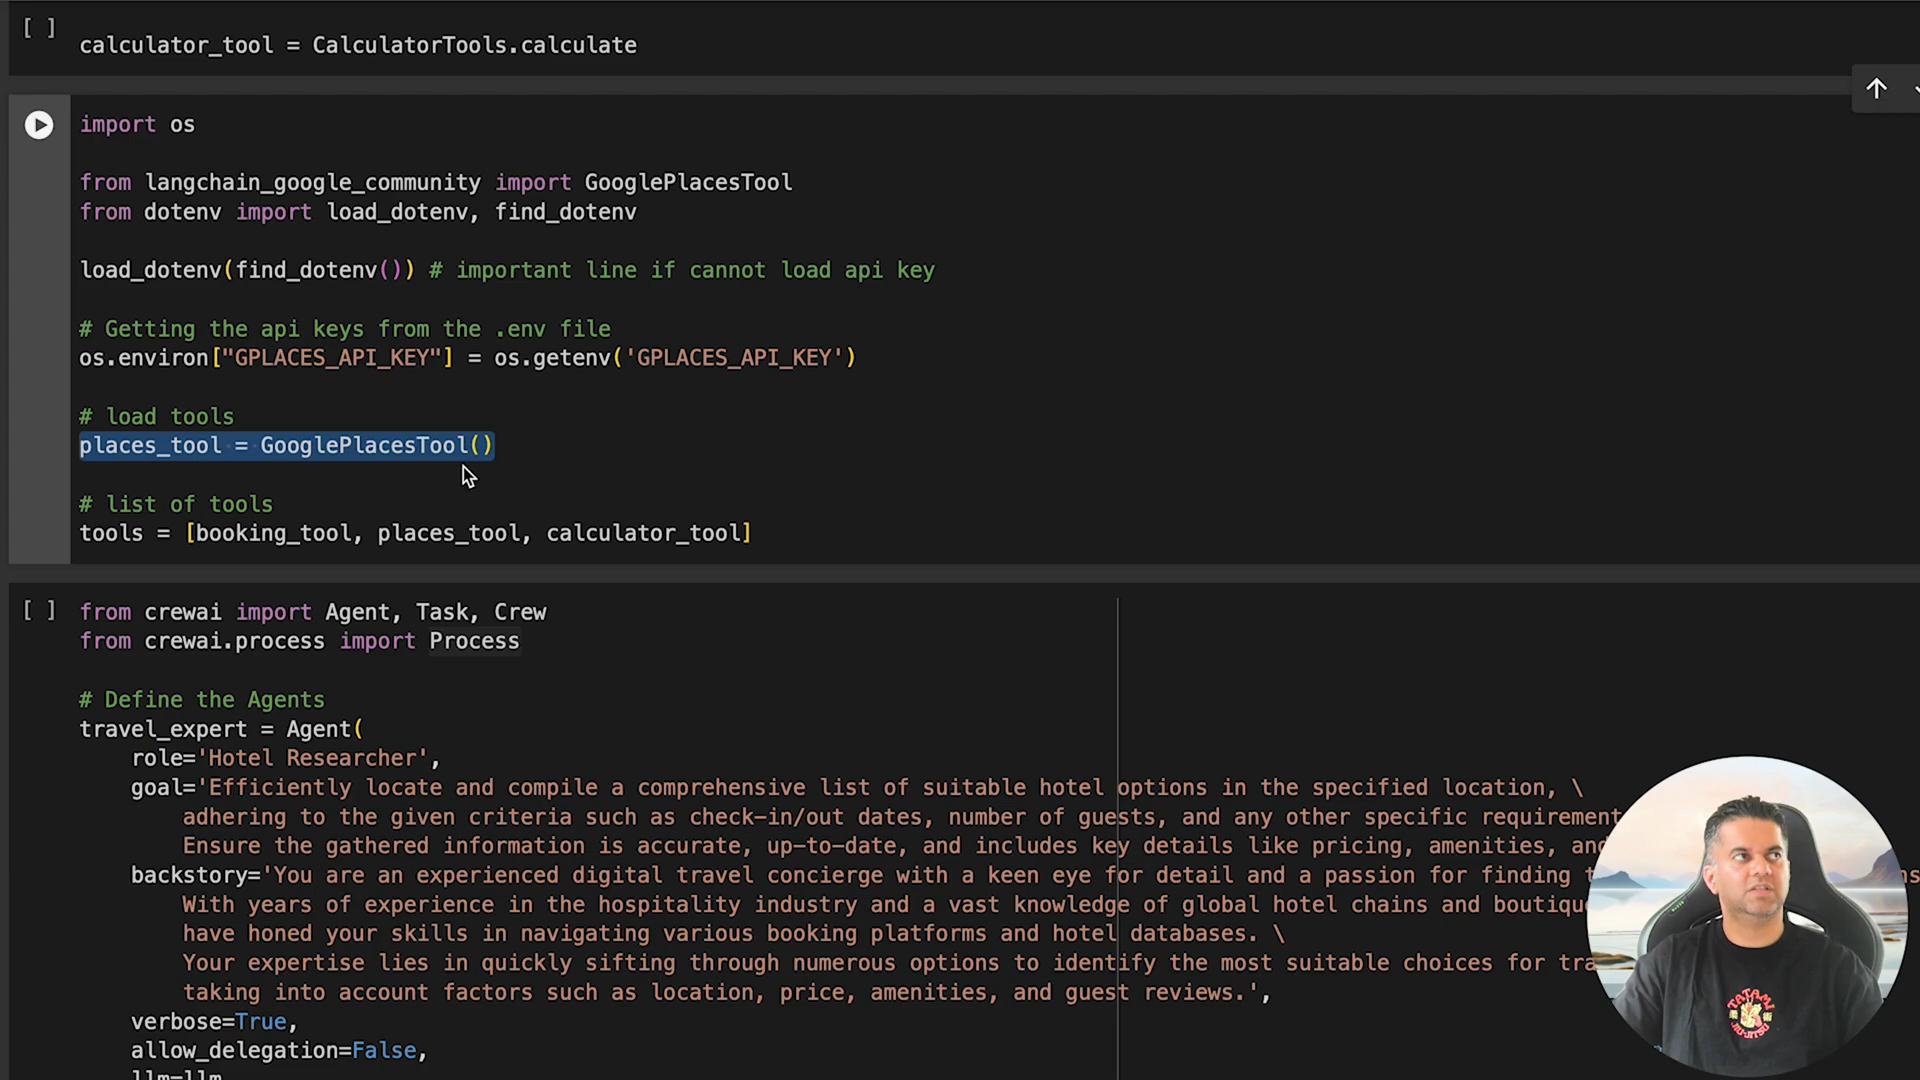 [ ]
calculator_tool = CalculatorTools.calculate
import os
from langchain_google_community import GooglePlacesTool
from dotenv import load_dotenv, find_dotenv
load_dotenv(find_dotenv()) # important line if cannot load api key
# Getting the api keys from the .env file
os.environ["GPLACES_API_KEY"] = os.getenv('GPLACES_API_KEY')
# load tools
places_tool = GooglePlacesTool()
# list of tools
tools = [booking_tool, places_tool, calculator_tool]
[ ] from crewai import Agent, Task, Crew
from crewai.process import Process
# Define the Agents
travel_expert = Agent(
role='Hotel Researcher',
goal='Efficiently locate and compile a comprehensive list of suitable hotel options in the specified location, \
adhering to the given criteria such as check-in/out dates, number of guests, and any other specific requirement
Ensure the gathered information is accurate, up-to-date, and includes key details like pricing, amenities, and
backstory='You are an experienced digital travel concierge with a keen eye for detail and a passion for finding
With years of experience in the hospitality industry and a vast knowledge of global hotel chains and boutique
have honed your skills in navigating various booking platforms and hotel databases. \
Your expertise lies in quickly sifting through numerous options to identify the most suitable choices for
taking into account factors such as location, price, amenities, and guest reviews.',
verbose=True,
allow_delegation=False,
llm=llm
TATAMI
JIU-JITSU